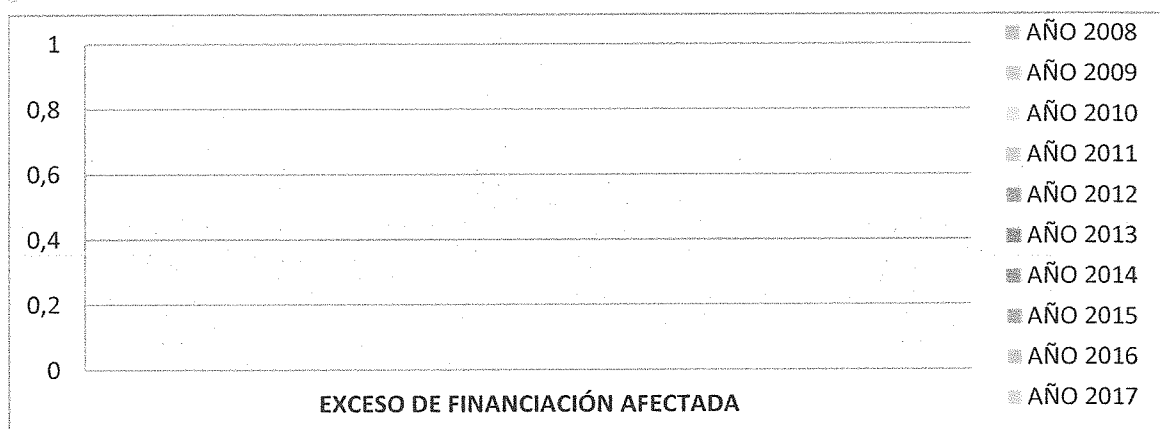 1
0,8
0,6
0,4
0,2
0
EXCESO DE FINANCIACIÓN AFECTADA
AÑO 2008
AÑO 2009
AÑO 2010
AÑO 2011
AÑO 2012
AÑO 2013
AÑO 2014
AÑO 2015
AÑO 2016
AÑO 2017